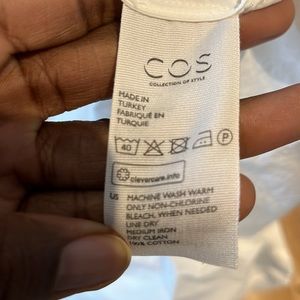 COS
COLLECTION OF STYLE
MADE IN
TURKEY
FABRIQUÉ EN
TURQUIE
40 P
clevercare.info
US MACHINE WASH WARM
ONLY NON-CHLORINE
BLEACH, WHEN NEEDED
LINE DRY
MEDIUM IRON
DRY CLEAN
100% COTTON